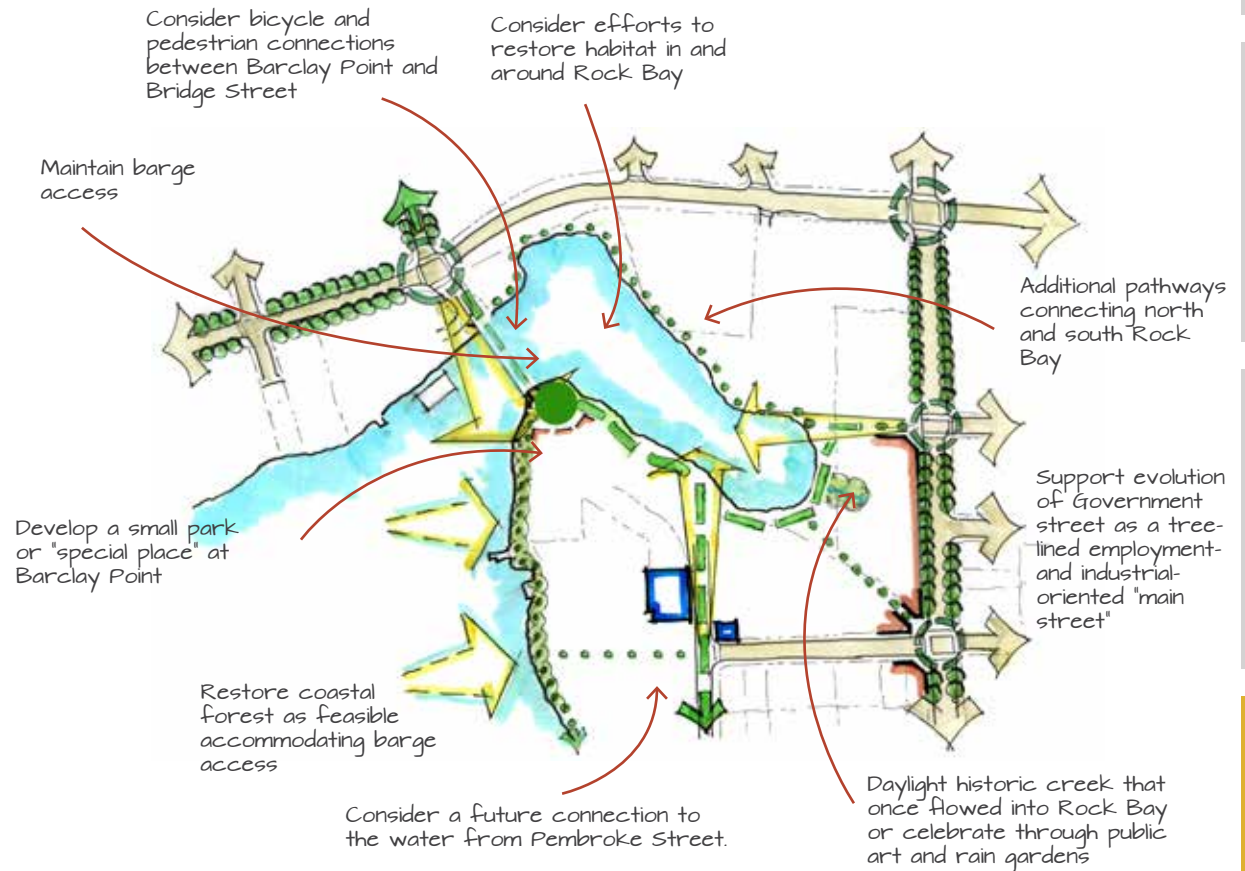 Consider bicycle and
pedestrian connections
between Barclay Point and
Bridge Street
Consider efforts to
restore habitat in and
around Rock Bay
Maintain barge
access
Additional pathways
connecting north
and south Rock
Bay
Support evolution
of Government
street as a tree-
lined employment-
and industrial-
oriented "main
street"
Develop a small park
or "special place" at
Barclay Point
Restore coastal
forest as feasible
accommodating barge
access
Consider a future connection to
the water from Pembroke Street.
Daylight historic creek that
once flowed into Rock Bay
or celebrate through public
art and rain gardens